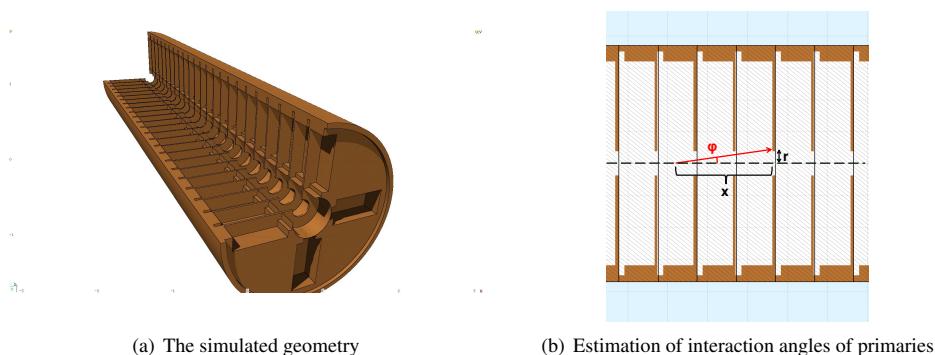 φ
r
x
(a) The simulated geometry
(b) Estimation of interaction angles of primaries